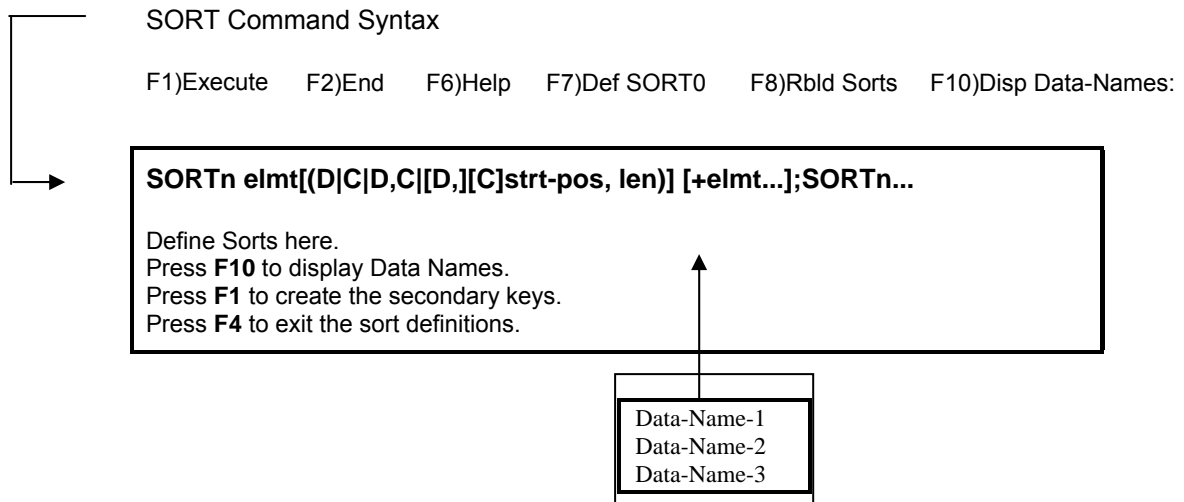 SORT Command Syntax
F1)Execute F2)End F6)Help F7)Def SORT0 F8)Rbld Sorts F10)Disp Data-Names:
SORTn elmt[(D|C|D,C|[D,][C]strt-pos, len)] [+elmt...];SORTn...
Define Sorts here.
Press F10 to display Data Names.
Press F1 to create the secondary keys.
Press F4 to exit the sort definitions.
Data-Name-1
Data-Name-2
Data-Name-3